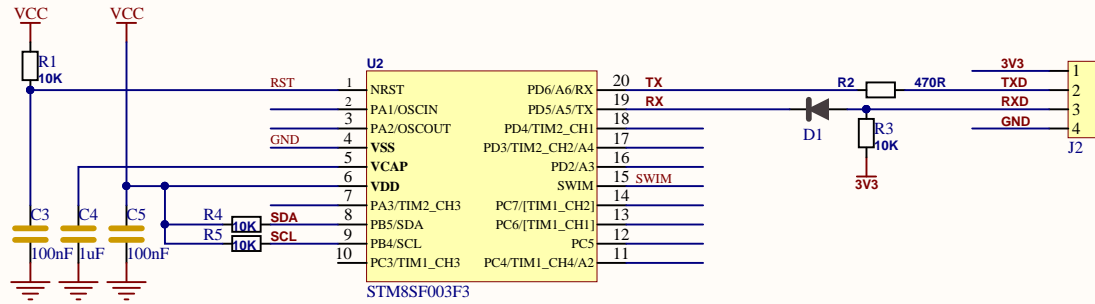 VCC
VCC
R1
10K
U2
RST
1
NRST
PD6/A6/RX
20
TX
R2
470R
3V3
1
TXD
2
2
PA1/OSCIN
PD5/A5/TX
19
RX
D1
RXD
3
3
PA2/OSCOUT
PD4/TIM2_CH1
18
R3
10K
3V3
GND
4
J2
GND
4
VSS
PD3/TIM2_CH2/A4
17
5
VCAP
PD2/A3
16
6
VDD
SWIM
15
SWIM
7
PA3/TIM2_CH3
PC7/[TIM1_CH2]
14
C3
100nF
C4
1uF
C5
100nF
R4
10K
SDA
8
PB5/SDA
PC6/[TIM1_CH1]
13
R5
10K
SCL
9
PB4/SCL
PC5
12
10
PC3/TIM1_CH3
PC4/TIM1_CH4/A2
11
STM8SF003F3